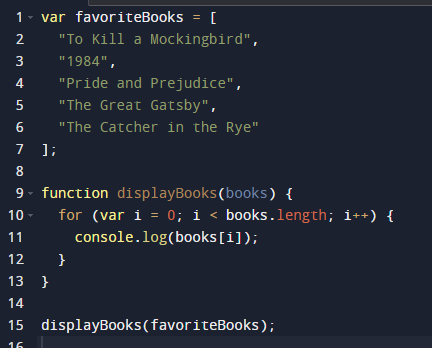 1 var favoriteBooks = [
2   "To Kill a Mockingbird",
3   "1984",
4   "Pride and Prejudice",
5   "The Great Gatsby",
6   "The Catcher in the Rye"
7 ];
8
9 function displayBooks(books) {
10   for (var i = 0; i < books.length; i++) {
11     console.log(books[i]);
12   }
13 }
14
15 displayBooks(favoriteBooks);
16